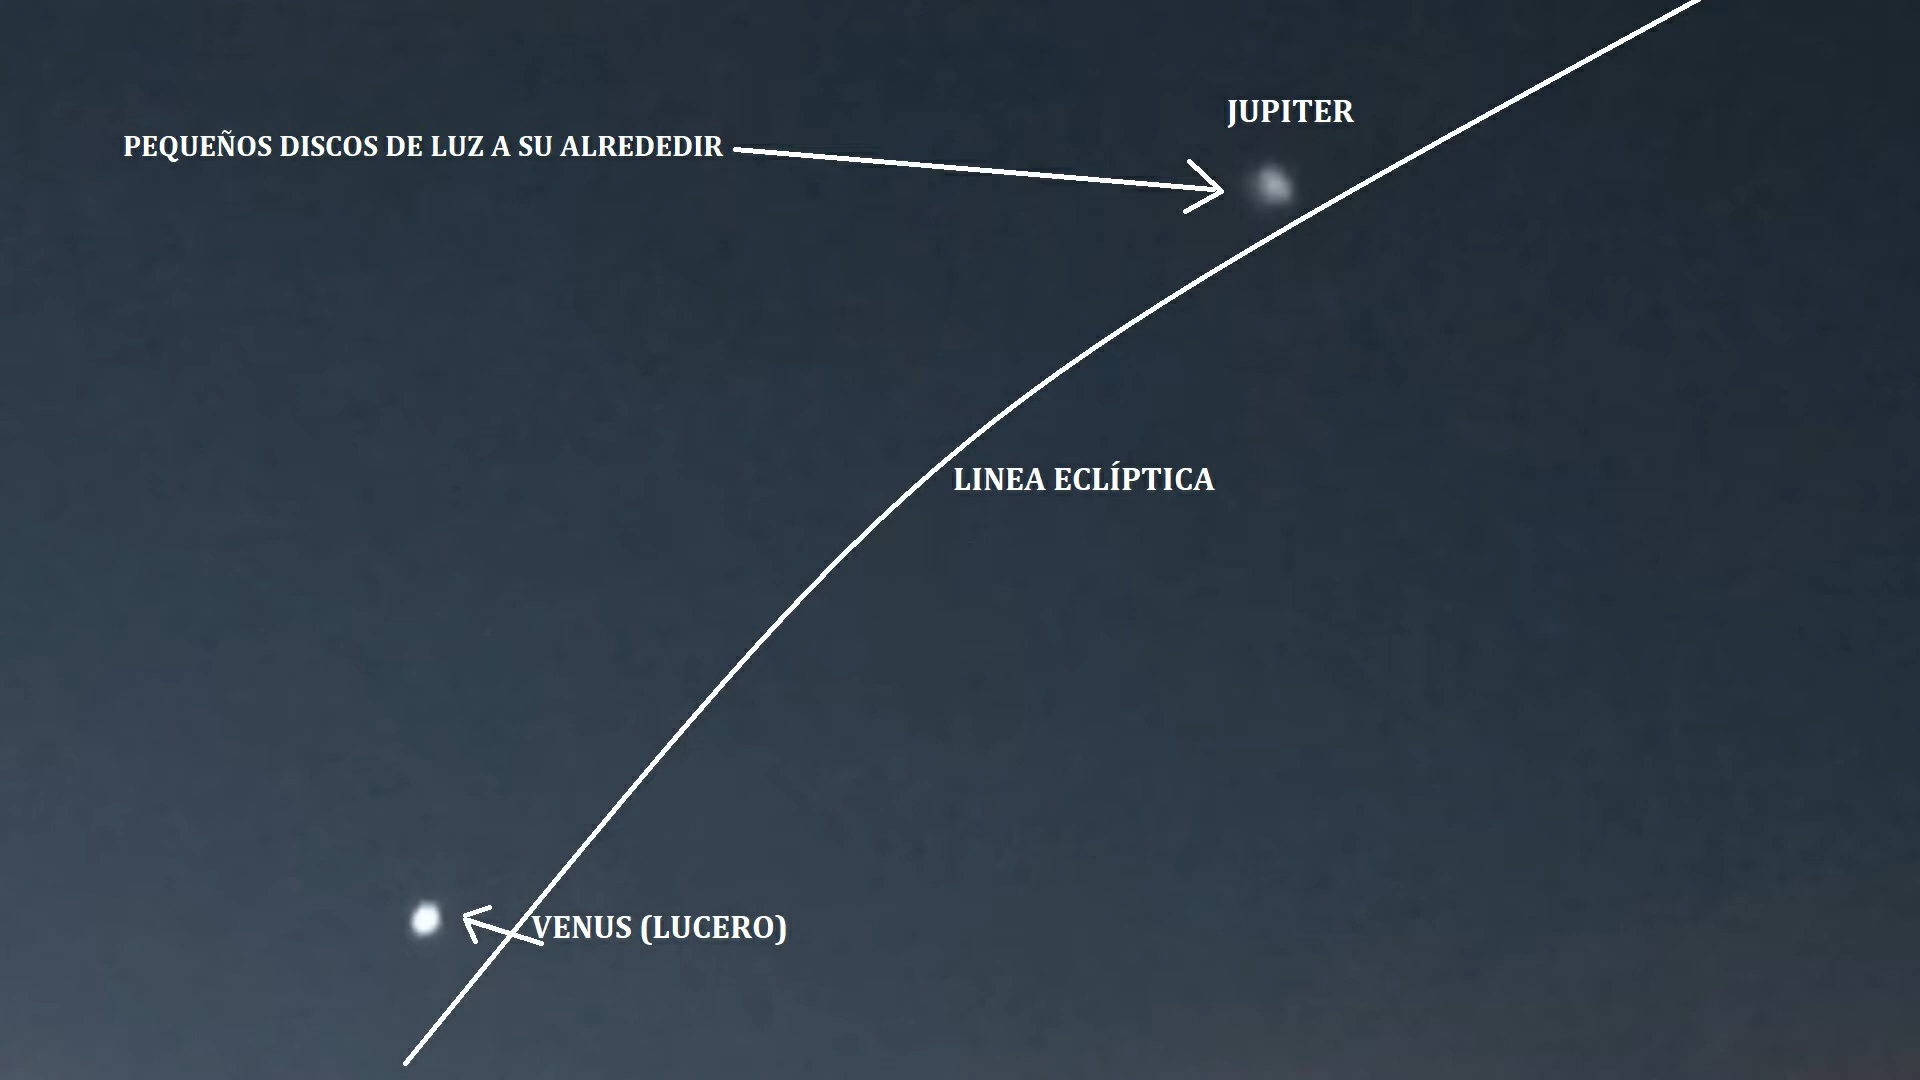 JUPITER
PEQUEÑOS DISCOS DE LUZ A SU ALREDEDIR
LINEA ECLÍPTICA
VENUS (LUCERO)